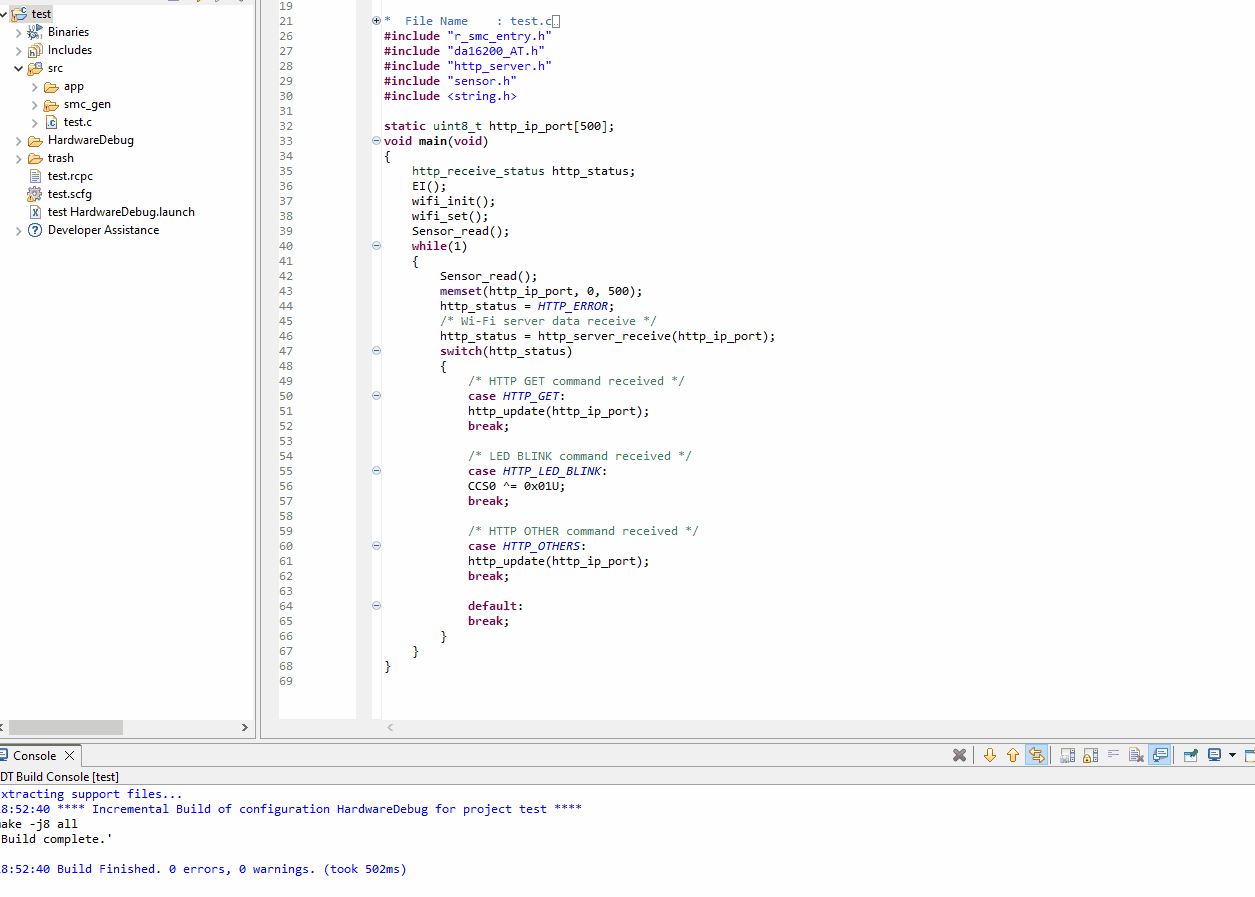 test
Binaries
Includes
src
app
smc_gen
test.c
HardwareDebug
trash
test.rcpc
test.scfg
test HardwareDebug.launch
Developer Assistance
19
21 * File Name : test.c
26 #include "r_smc_entry.h"
27 #include "da16200_AT.h"
28 #include "http_server.h"
29 #include "sensor.h"
30 #include <string.h>
31
32 static uint8_t http_ip_port[500];
33 void main(void)
34 {
35 http_receive_status http_status;
36 EI();
37 wifi_init();
38 wifi_set();
39 Sensor_read();
40 while(1)
41 {
42 Sensor_read();
43 memset(http_ip_port, 0, 500);
44 http_status = HTTP_ERROR;
45 /* Wi-Fi server data receive */
46 http_status = http_server_receive(http_ip_port);
47 switch(http_status)
48 {
49 /* HTTP GET command received */
50 case HTTP_GET:
51 http_update(http_ip_port);
52 break;
53
54 /* LED BLINK command received */
55 case HTTP_LED_BLINK:
56 CCS0 ^= 0x01U;
57 break;
58
59 /* HTTP OTHER command received */
60 case HTTP_OTHERS:
61 http_update(http_ip_port);
62 break;
63
64 default:
65 break;
66 }
67 }
68 }
69
Console
DT Build Console [test]
xtracting support files...
8:52:40 **** Incremental Build of configuration HardwareDebug for project test ****
ake -j8 all
Build complete.'
8:52:40 Build Finished. 0 errors, 0 warnings. (took 502ms)